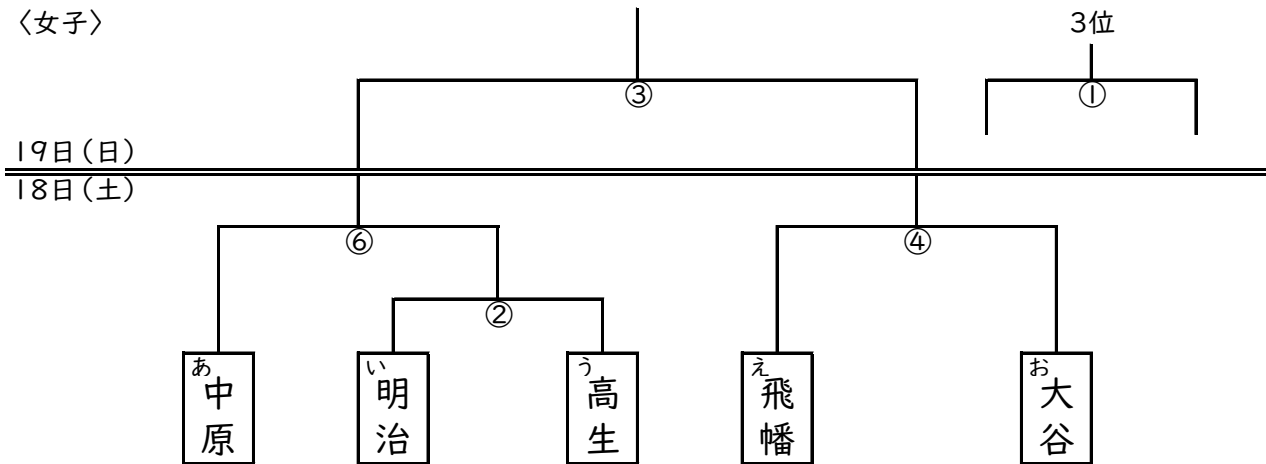 〈女子〉
3位
③
①
19日(日)
18日(土)
⑥
④
②
あ
中原
い
明治
う
高生
え
飛幡
お
大谷